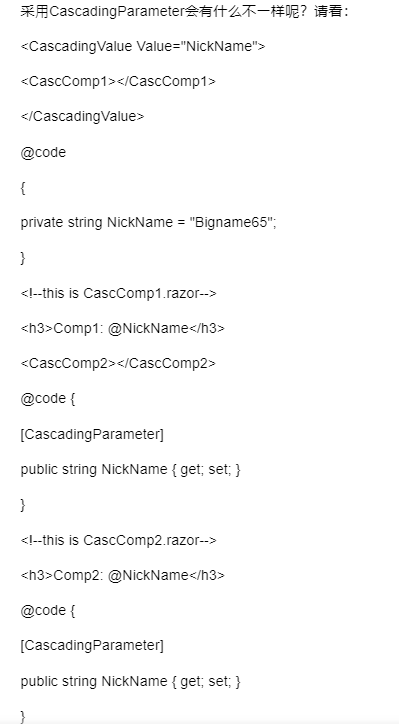 采用CascadingParameter会有什么不一样呢？请看：
<CascadingValue Value="NickName">
<CascComp1></CascComp1>
</CascadingValue>
@code
{
private string NickName = "Bigname65";
}
<!--this is CascComp1.razor-->
<h3>Comp1: @NickName</h3>
<CascComp2></CascComp2>
@code {
[CascadingParameter]
public string NickName { get; set; }
}
<!--this is CascComp2.razor-->
<h3>Comp2: @NickName</h3>
@code {
[CascadingParameter]
public string NickName { get; set; }
}